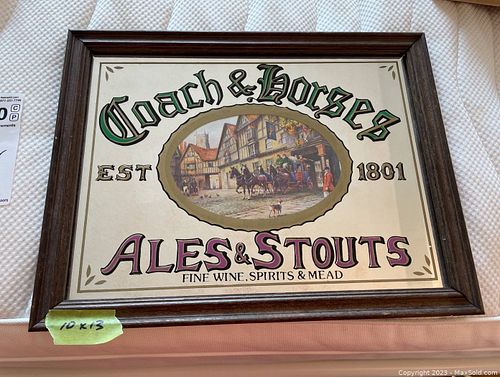 Coach & Horses
EST 1801
ALES & STOUTS
FINE WINE, SPIRITS & MEAD
10 x 13
Copyright 2023 - MaxSold.com